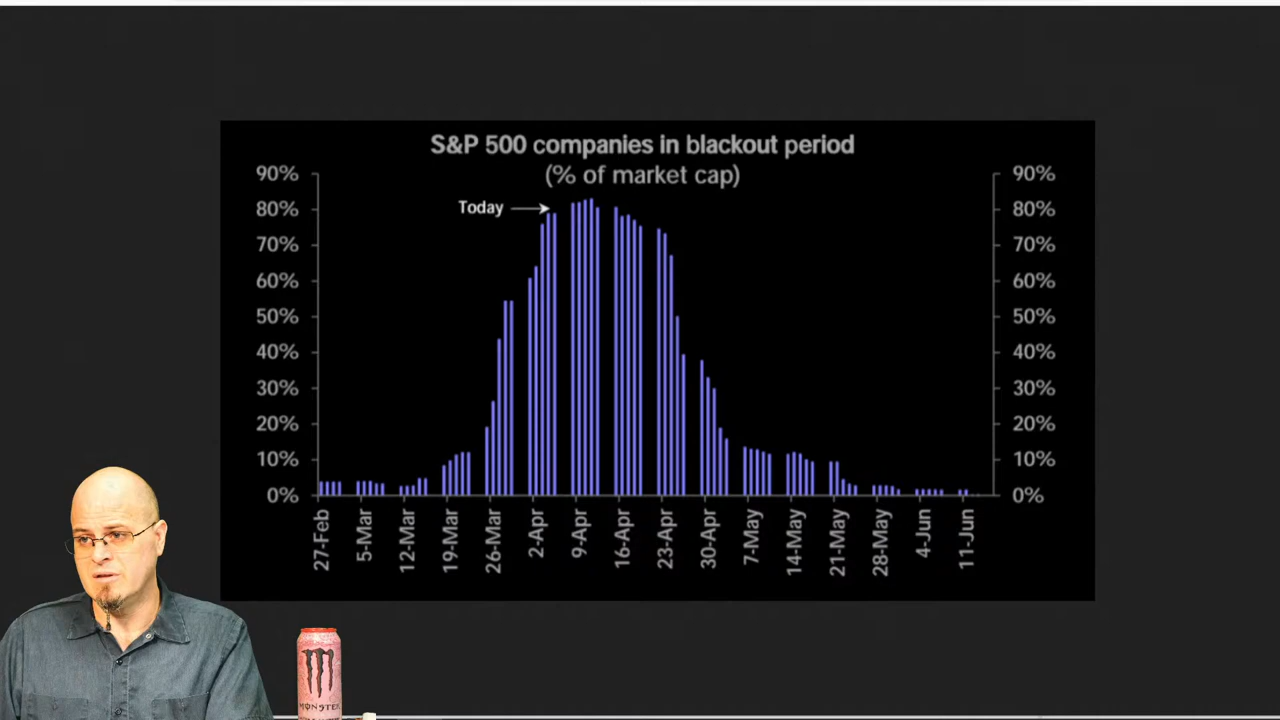 S&P 500 companies in blackout period
(% of market cap)
Today
90%
80%
70%
60%
50%
40%
30%
20%
10%
0%
90%
80%
70%
60%
50%
40%
30%
20%
10%
0%
27-Feb
5-Mar
12-Mar
19-Mar
26-Mar
2-Apr
9-Apr
16-Apr
23-Apr
30-Apr
7-May
14-May
21-May
28-May
4-Jun
11-Jun
MONSTER